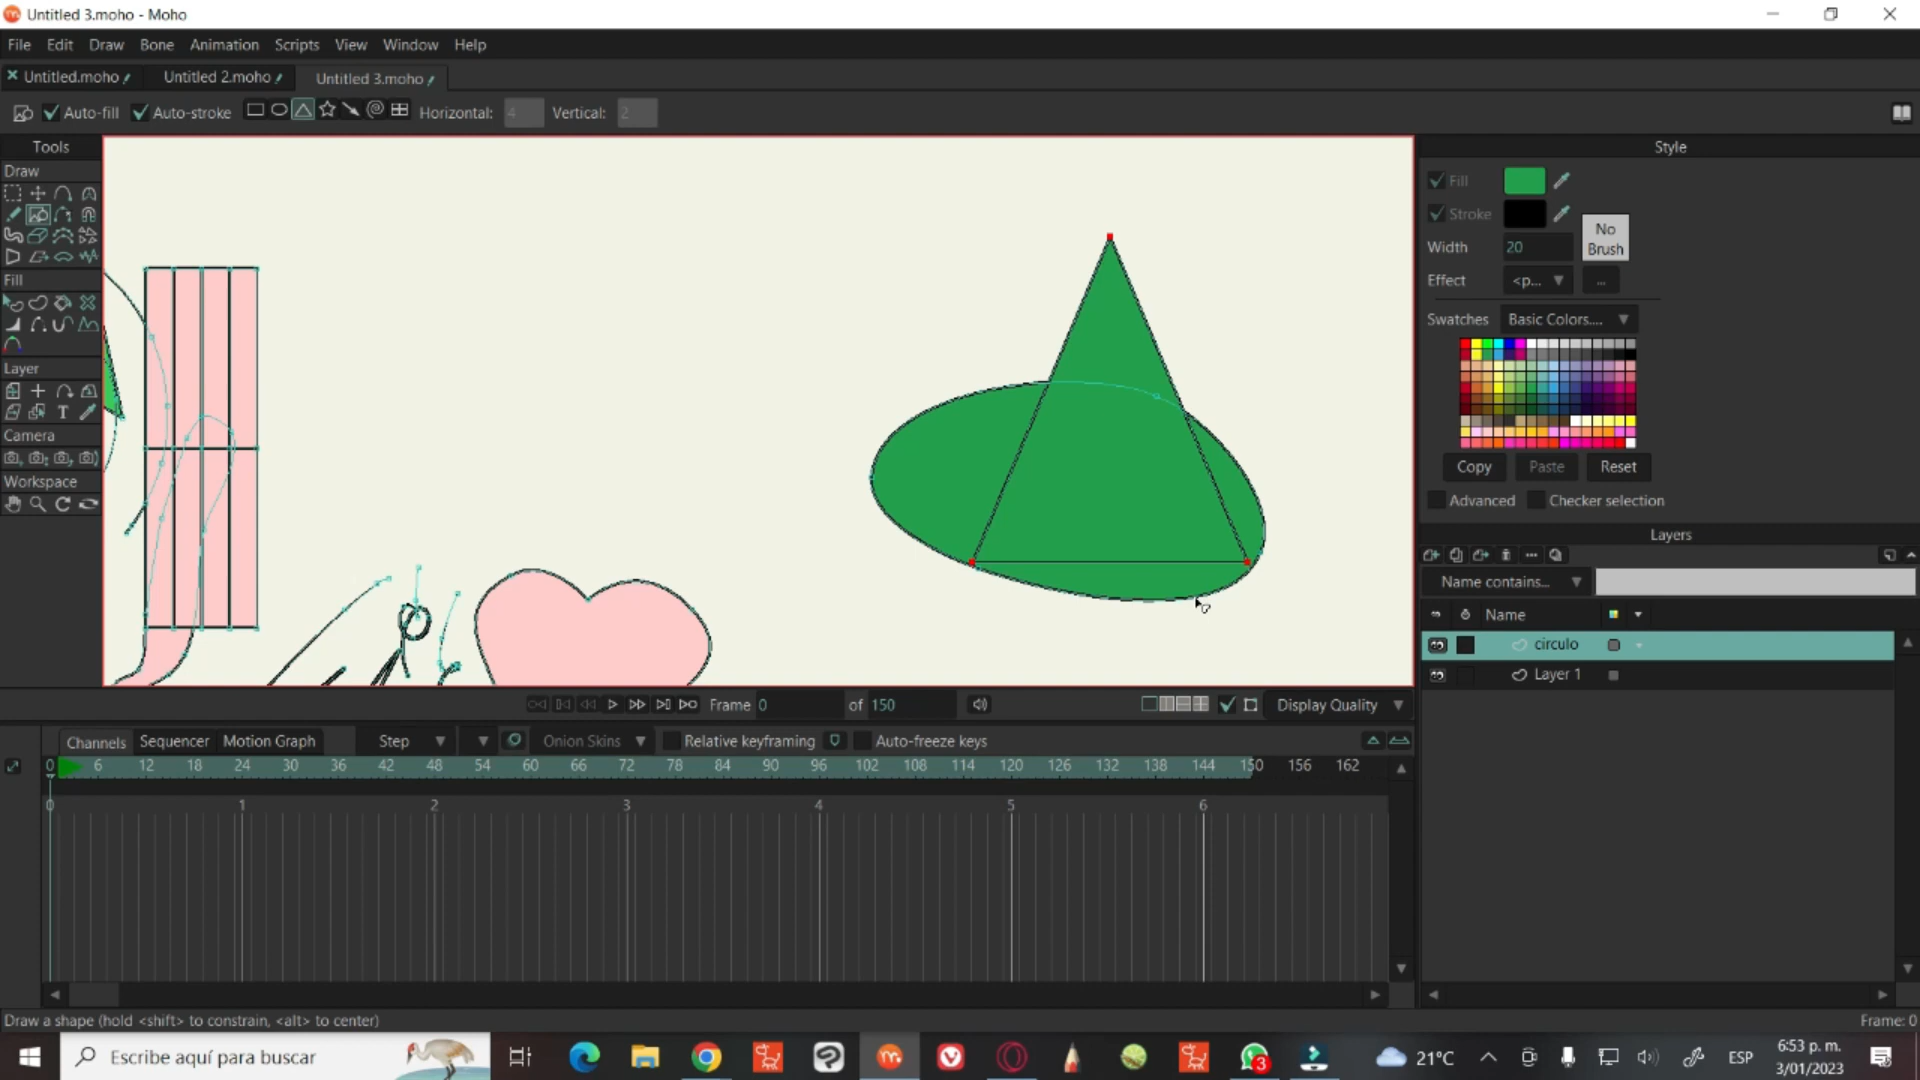 Untitled 3.moho - Moho
File Edit Draw Bone Animation Scripts View Window Help
Untitled.moho Untitled 2.moho Untitled 3.moho
Auto-fill Auto-stroke Horizontal: 4 Vertical: 2
Tools
Draw
Fill
Layer
T
Camera
Workspace
Style
Fill
Stroke
No Brush
Width 20
Effect <p... ...
Swatches Basic Colors....
Copy Paste Reset
Advanced Checker selection
Layers
Name contains...
Name
circulo
Layer 1
Frame 0 of 150 Display Quality
Channels Sequencer Motion Graph Step Onion Skins Relative keyframing Auto-freeze keys
0 6 12 18 24 30 36 42 48 54 60 66 72 78 84 90 96 102 108 114 120 126 132 138 144 150 156 162
0 1 2 3 4 5 6
Draw a shape (hold <shift> to constrain, <alt> to center)
Frame: 0
Escribe aquí para buscar
3
21°C
ESP
6:53 p. m.
3/01/2023